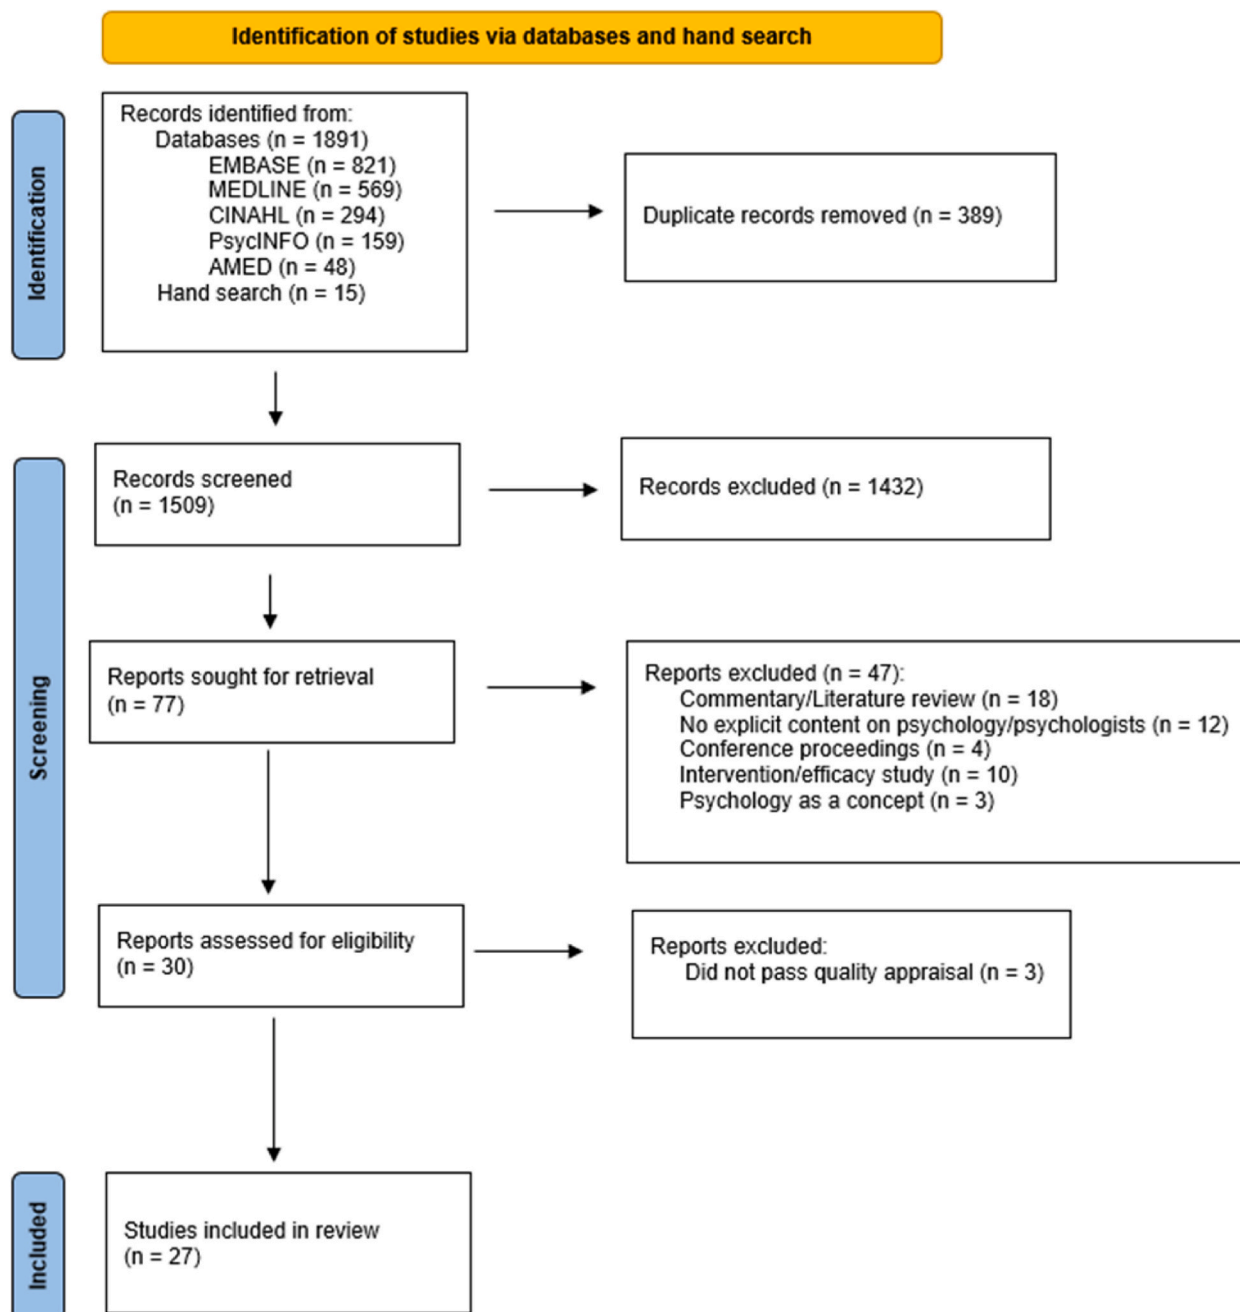 Identification of studies via databases and hand search
Identification
Records identified from:
Databases (n = 1891)
EMBASE (n = 821)
MEDLINE (n = 569)
CINAHL (n = 294)
PsycINFO (n = 159)
AMED (n = 48)
Hand search (n = 15)
Duplicate records removed (n = 389)
Screening
Records screened
(n = 1509)
Records excluded (n = 1432)
Reports sought for retrieval
(n = 77)
Reports excluded (n = 47):
Commentary/Literature review (n = 18)
No explicit content on psychology/psychologists (n = 12)
Conference proceedings (n = 4)
Intervention/efficacy study (n = 10)
Psychology as a concept (n = 3)
Reports assessed for eligibility
(n = 30)
Reports excluded:
Did not pass quality appraisal (n = 3)
Included
Studies included in review
(n = 27)